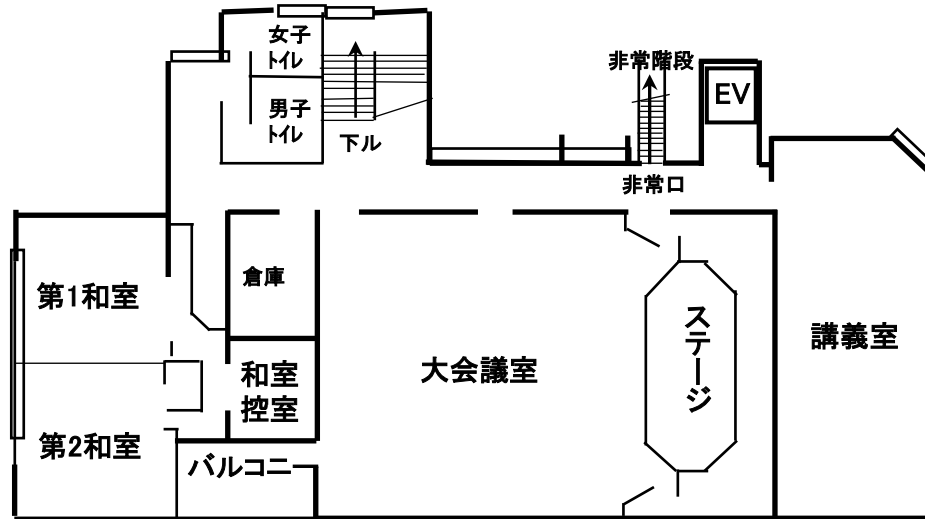 女子
トイレ
男子
トイレ
下ル
非常階段
EV
非常口
倉庫
第1和室
ステージ
講義室
大会議室
和室
控室
第2和室
バルコニー